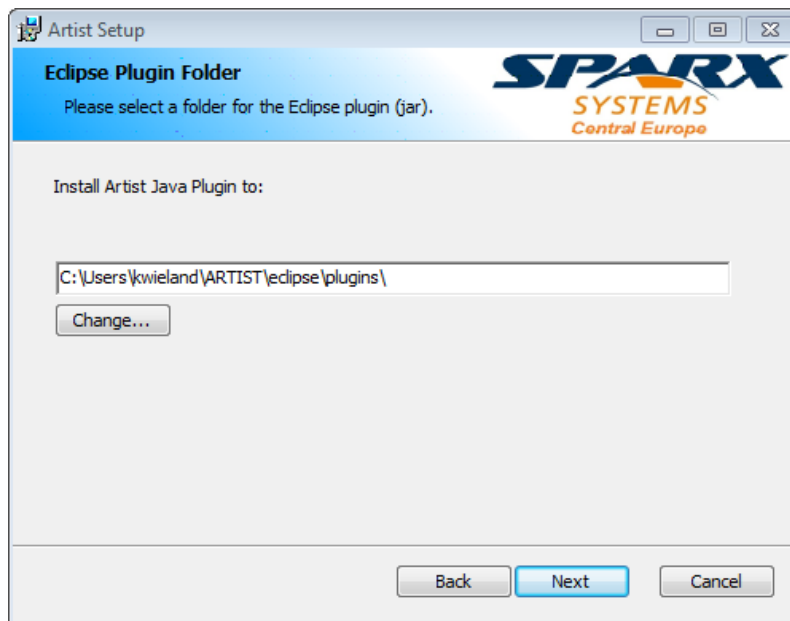 Artist Setup
Eclipse Plugin Folder
Please select a folder for the Eclipse plugin (jar).
SPARX
SYSTEMS
Central Europe
Install Artist Java Plugin to:
C:\Users\kwieland\ARTIST\eclipse\plugins\
Change...
Back Next Cancel